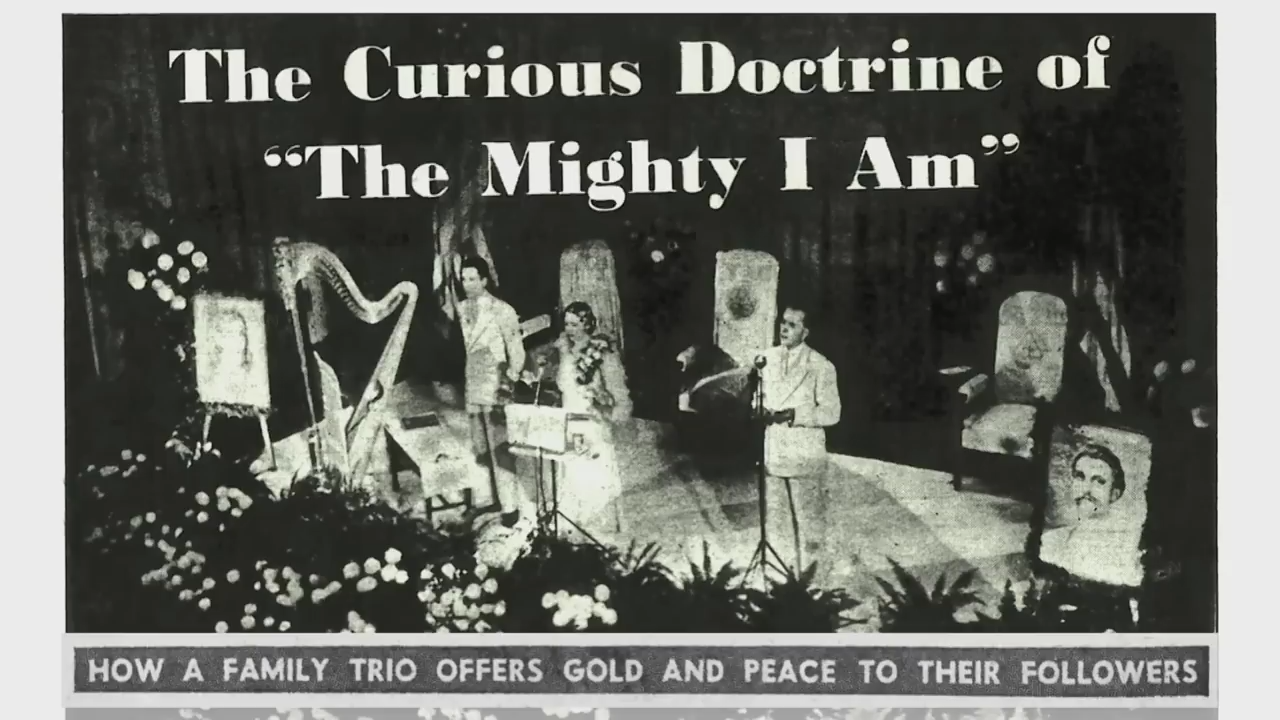 The Curious Doctrine of
“The Mighty I Am”
HOW A FAMILY TRIO OFFERS GOLD AND PEACE TO THEIR FOLLOWERS